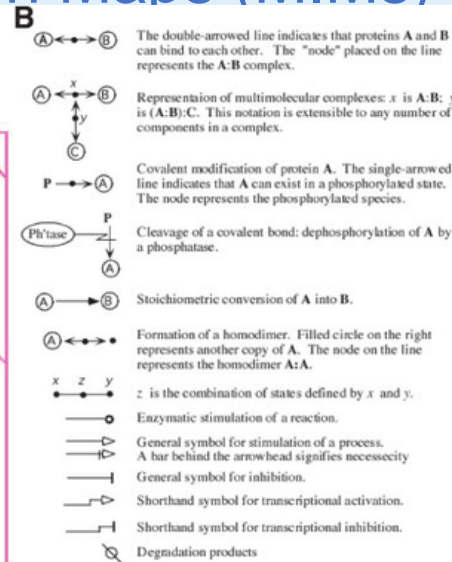 B
A B The double-arrowed line indicates that proteins A and B
can bind to each other. The "node" placed on the line
represents the A:B complex.
x
A B Representaion of multimolecular complexes: x is A:B; y
y is (A:B):C. This notation is extensible to any number of
C components in a complex.
Covalent modification of protein A. The single-arrowed
P A line indicates that A can exist in a phosphorylated state.
The node represents the phosphorylated species.
P
Ph'tase Cleavage of a covalent bond: dephosphorylation of A by
a phosphatase.
A
A B Stoichiometric conversion of A into B.
A Formation of a homodimer. Filled circle on the right
represents another copy of A. The node on the line
represents the homodimer A:A.
x z y z is the combination of states defined by x and y.
Enzymatic stimulation of a reaction.
General symbol for stimulation of a process.
A bar behind the arrowhead signifies necessecity
General symbol for inhibition.
Shorthand symbol for transcriptional activation.
Shorthand symbol for transcriptional inhibition.
Degradation products